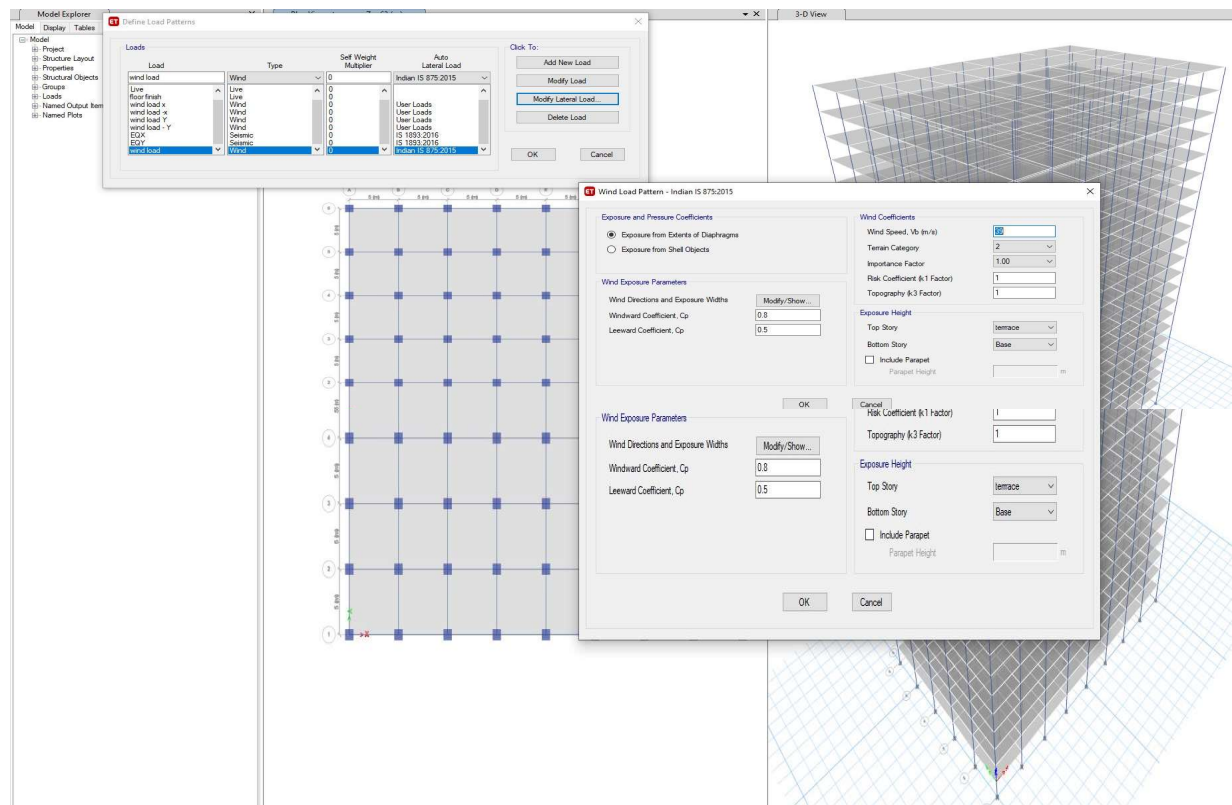 Model Explorer
Model Display Tables
Model
Project
Structure Layout
Properties
Structural Objects
Groups
Loads
Named Output Item
Named Plots
ET Define Load Patterns
Loads
Load
Type
Self Weight
Multiplier
Auto
Lateral Load
wind load Wind 0 Indian IS 875:2015
Live Live 0
floor finish Live 0
wind load x Wind 0 User Loads
wind load -x Wind 0 User Loads
wind load Y Wind 0 User Loads
wind load - Y Wind 0 User Loads
EQX Seismic 0 IS 1893:2016
EQY Seismic 0 IS 1893:2016
wind load Wind 0 Indian IS 875:2015
Click To:
Add New Load
Modify Load
Modify Lateral Load...
Delete Load
OK Cancel
3-D View
ET Wind Load Pattern - Indian IS 875:2015
Exposure and Pressure Coefficients
Exposure from Extents of Diaphragms
Exposure from Shell Objects
Wind Exposure Parameters
Wind Directions and Exposure Widths Modify/Show...
Windward Coefficient, Cp 0.8
Leeward Coefficient, Cp 0.5
Wind Coefficients
Wind Speed, Vb (m/s) 39
Terrain Category 2
Importance Factor 1.00
Risk Coefficient (k1 Factor) 1
Topography (k3 Factor) 1
Exposure Height
Top Story terrace
Bottom Story Base
Include Parapet
Parapet Height m
OK Cancel
Wind Exposure Parameters
Wind Directions and Exposure Widths Modify/Show...
Windward Coefficient, Cp 0.8
Leeward Coefficient, Cp 0.5
Risk Coefficient (k1 Factor) 1
Topography (k3 Factor) 1
Exposure Height
Top Story terrace
Bottom Story Base
Include Parapet
Parapet Height m
OK Cancel
X